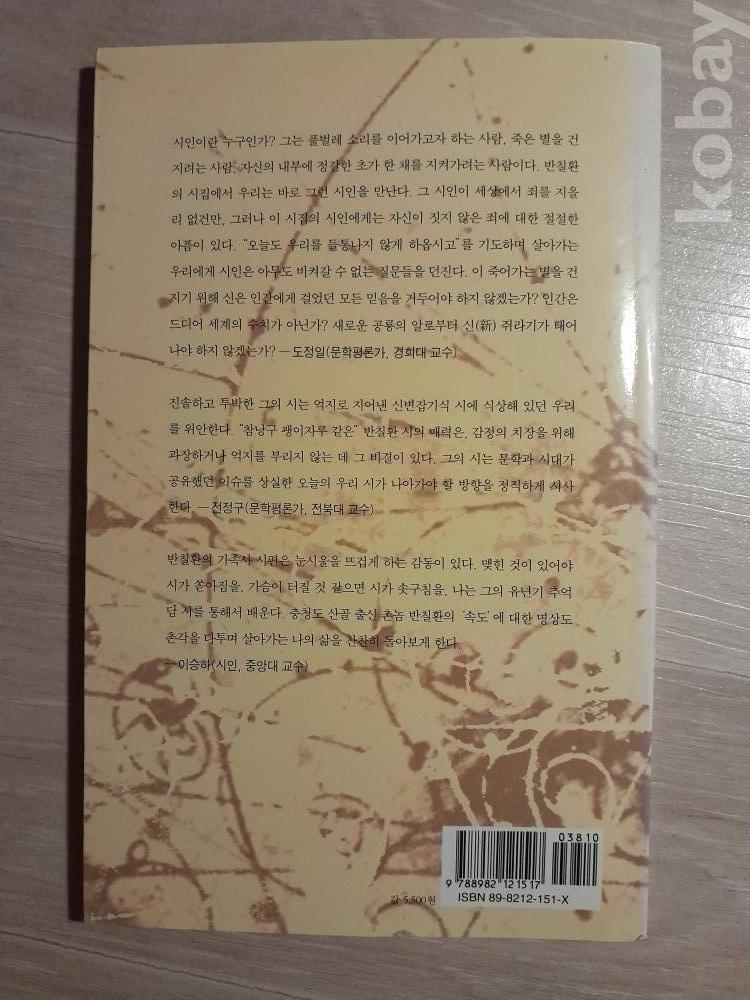 kobay
시인이란 누구인가? 그는 풀벌레 소리를 이어가고자 하는 사람, 죽은 별을 건
지려는 사람, 자신의 내부에 정갈한 초가 한 채를 지켜가려는 사람이다. 반칠환
의 시집에서 우리는 바로 그런 시인을 만난다. 그 시인이 세상에서 죄를 지을
리 없건만, 그러나 이 시집의 시인에게는 자신이 짓지 않은 죄에 대한 절절한
아픔이 있다. "오늘도 우리를 들통나지 않게 하옵시고"를 기도하며 살아가는
우리에게 시인은 아무도 비켜갈 수 없는 질문들을 던진다. 이 죽어가는 별을 건
지기 위해 신은 인간에게 걸었던 모든 믿음을 거두어야 하지 않겠는가? 인간은
드디어 세계의 수치가 아닌가? 새로운 공룡의 알로부터 신(新) 쥐라기가 태어
나야 하지 않겠는가? ─ 도정일(문학평론가, 경희대 교수)
진솔하고 투박한 그의 시는 억지로 지어낸 신변잡기식 시에 식상해 있던 우리
를 위안한다. "참낭구 팽이자루 같은" 반칠환 시의 매력은, 감정의 치장을 위해
과장하거나 억지를 부리지 않는 데 그 비결이 있다. 그의 시는 문학과 시대가
공유했던 이슈를 상실한 오늘의 우리 시가 나아가야 할 방향을 정직하게 시사
한다. ─ 전정구(문학평론가, 전북대 교수)
반칠환의 가족사 시편은 눈시울을 뜨겁게 하는 감동이 있다. 맺힌 것이 있어야
시가 쏟아짐을, 가슴이 터질 것 같으면 시가 솟구침을, 나는 그의 유년기 추억
담 시를 통해서 배운다. 충청도 산골 출신 촌놈 반칠환의 '속도'에 대한 명상도
촌각을 다투며 살아가는 나의 삶을 찬찬히 돌아보게 한다.
─ 이승하(시인, 중앙대 교수)
03810
9 788982 121517
값 5,500원
ISBN 89-8212-151-X